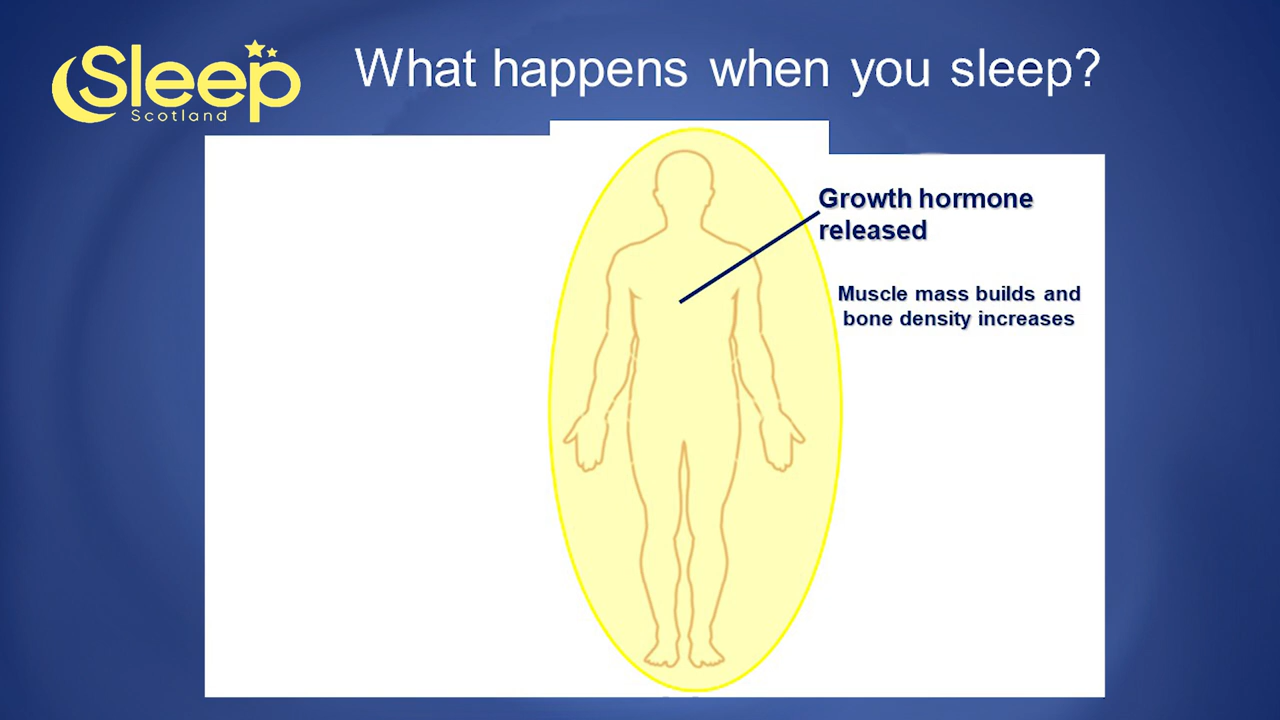 Sleep
Scotland
What happens when you sleep?
Growth hormone
released
Muscle mass builds and
bone density increases